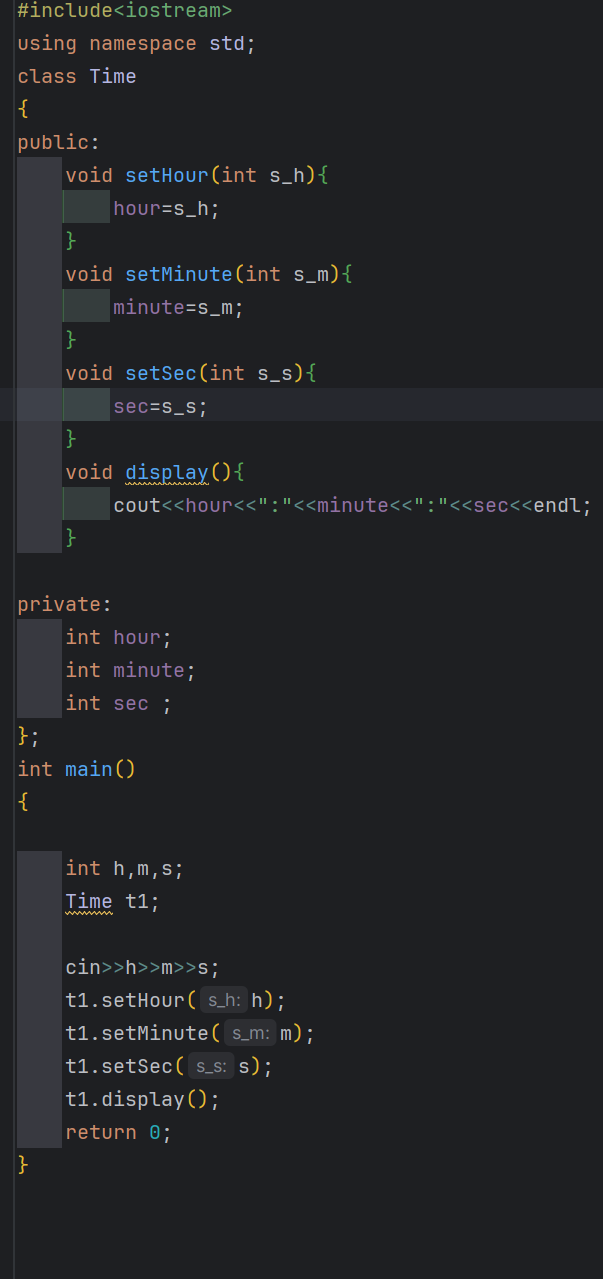 #include<iostream>
using namespace std;
class Time
{
public:
    void setHour(int s_h){
        hour=s_h;
    }
    void setMinute(int s_m){
        minute=s_m;
    }
    void setSec(int s_s){
        sec=s_s;
    }
    void display(){
        cout<<hour<<":"<<minute<<":"<<sec<<endl;
    }

private:
    int hour;
    int minute;
    int sec ;
};
int main()
{

    int h,m,s;
    Time t1;

    cin>>h>>m>>s;
    t1.setHour( s_h: h);
    t1.setMinute( s_m: m);
    t1.setSec( s_s: s);
    t1.display();
    return 0;
}